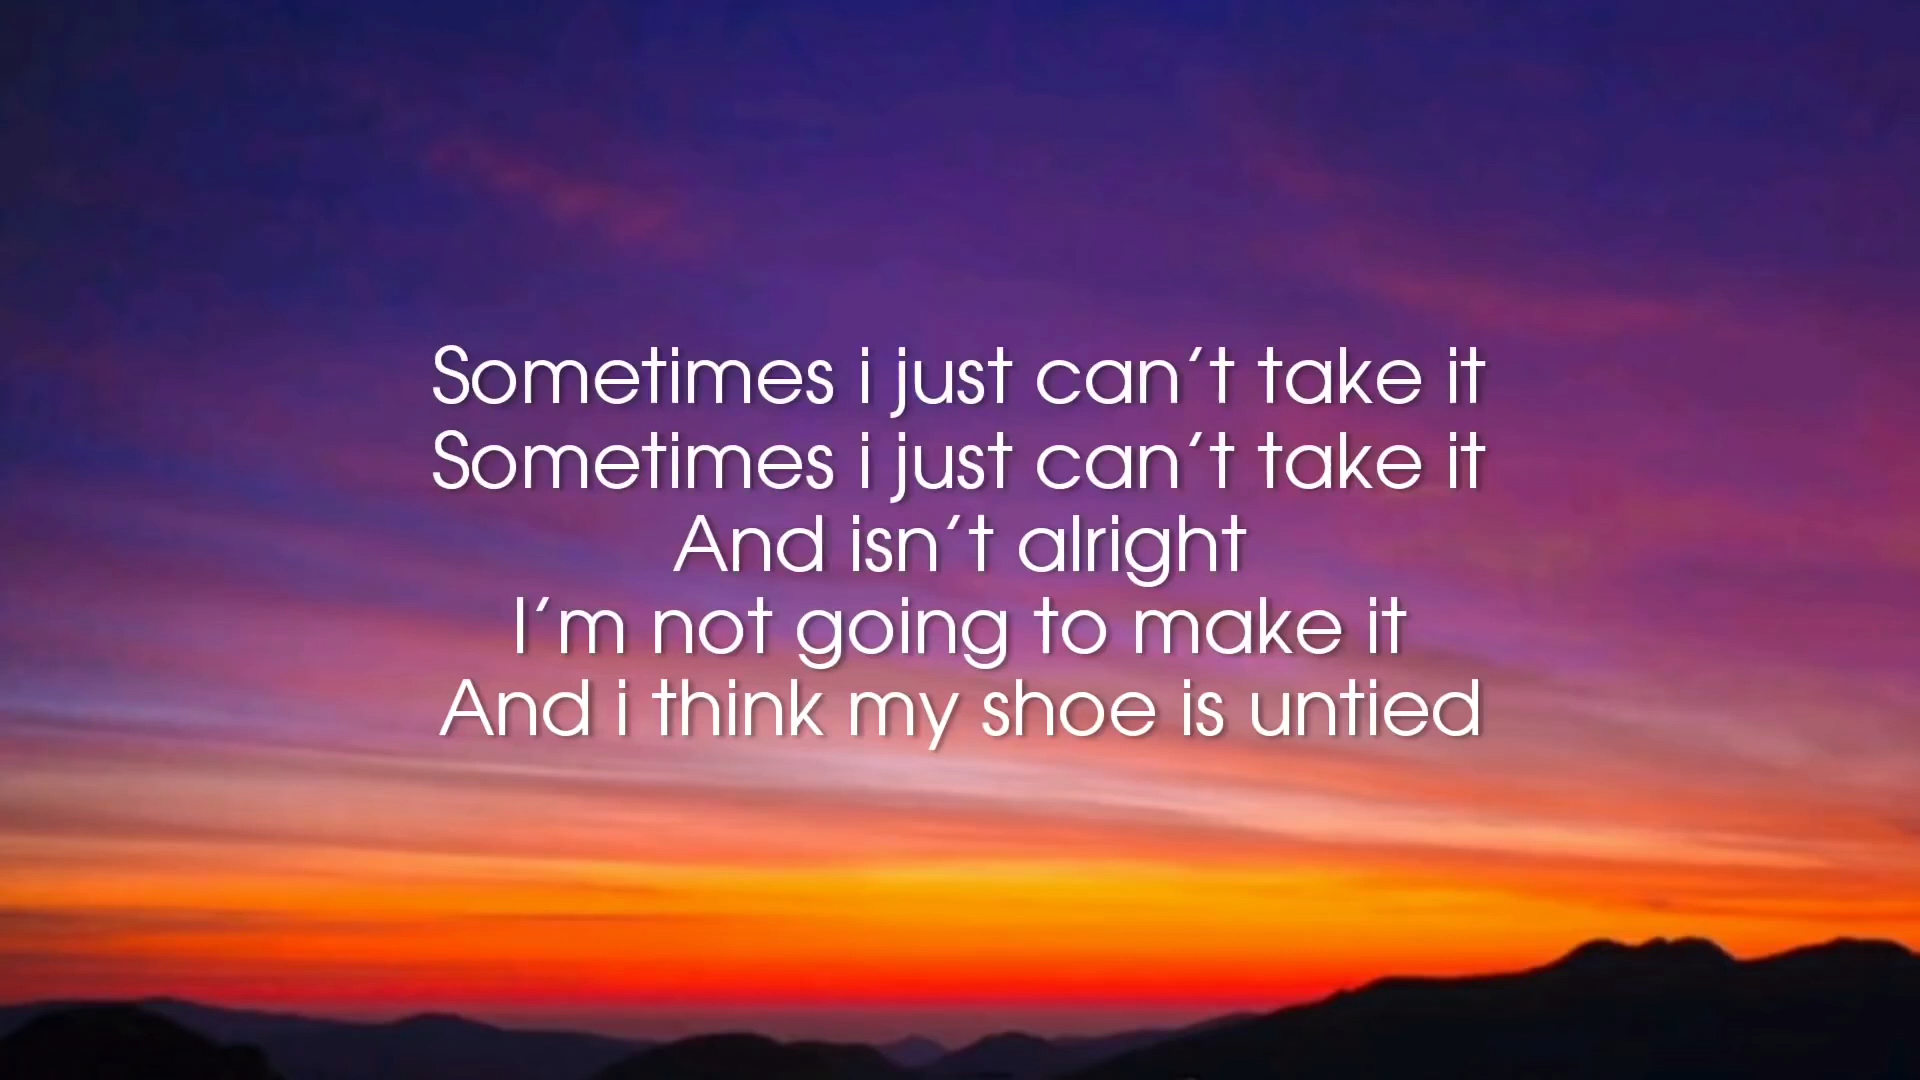 Sometimes i just can't take it
Sometimes i just can't take it
And isn't alright
I'm not going to make it
And i think my shoe is untied